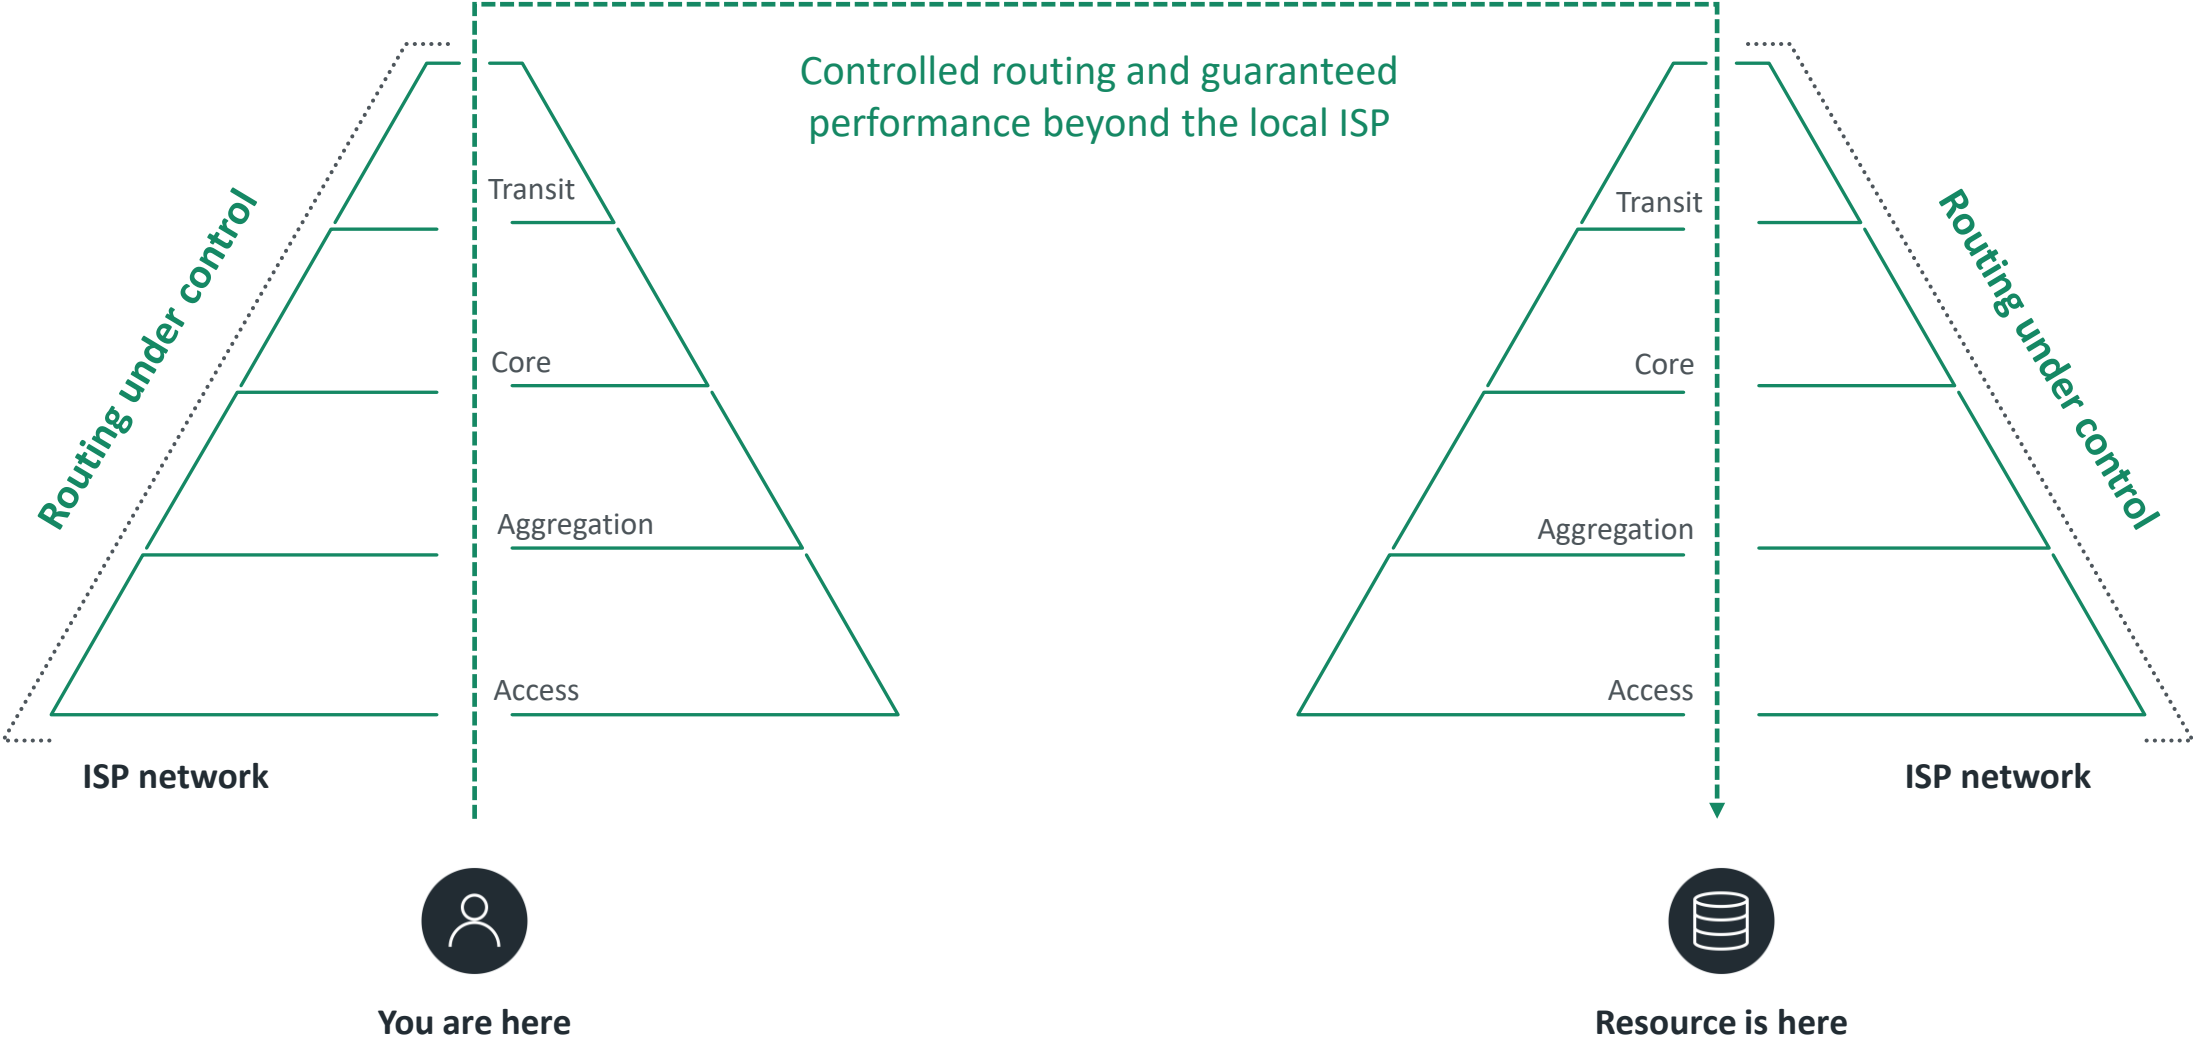 Controlled routing and guaranteed
performance beyond the local ISP
Routing under control
Transit
Core
Aggregation
Access
ISP network
You are here
Transit
Core
Aggregation
Access
Routing under control
ISP network
Resource is here